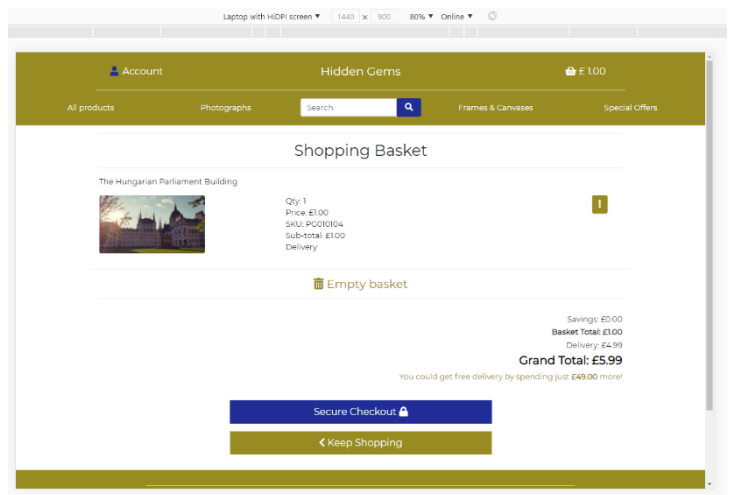 Laptop with HiDPI screen ▼ 1440 x 900 80% ▼ Online ▼
Account Hidden Gems £ 1.00
All products Photographs Search Frames & Canvases Special Offers
Shopping Basket
The Hungarian Parliament Building
Qty: 1
Price: £1.00
SKU: PG010104
Sub-total: £1.00
Delivery
Empty basket
Savings: £0.00
Basket Total: £1.00
Delivery: £4.99
Grand Total: £5.99
You could get free delivery by spending just £49.00 more!
Secure Checkout
Keep Shopping